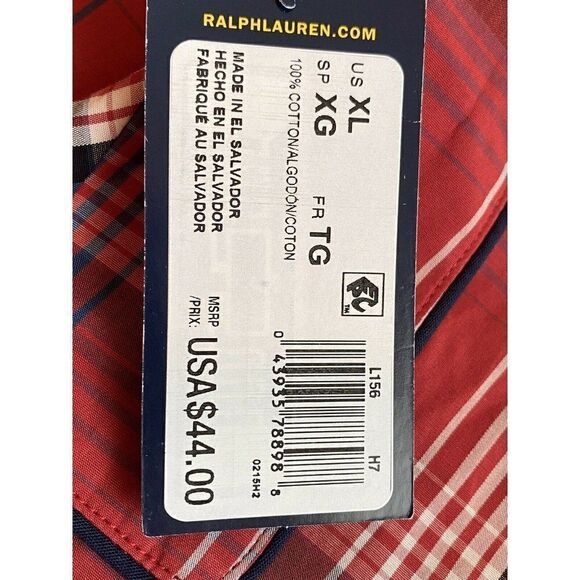 RALPHLAUREN.COM
US XL
SP XG FR TG
100% COTTON/ALGODÓN/COTON
MADE IN EL SALVADOR
HECHO EN EL SALVADOR
FABRIQUÉ AU SALVADOR
L156 H7
0 43935 78898 8
0215H2
MSRP
/PRIX: USA$44.00
TM